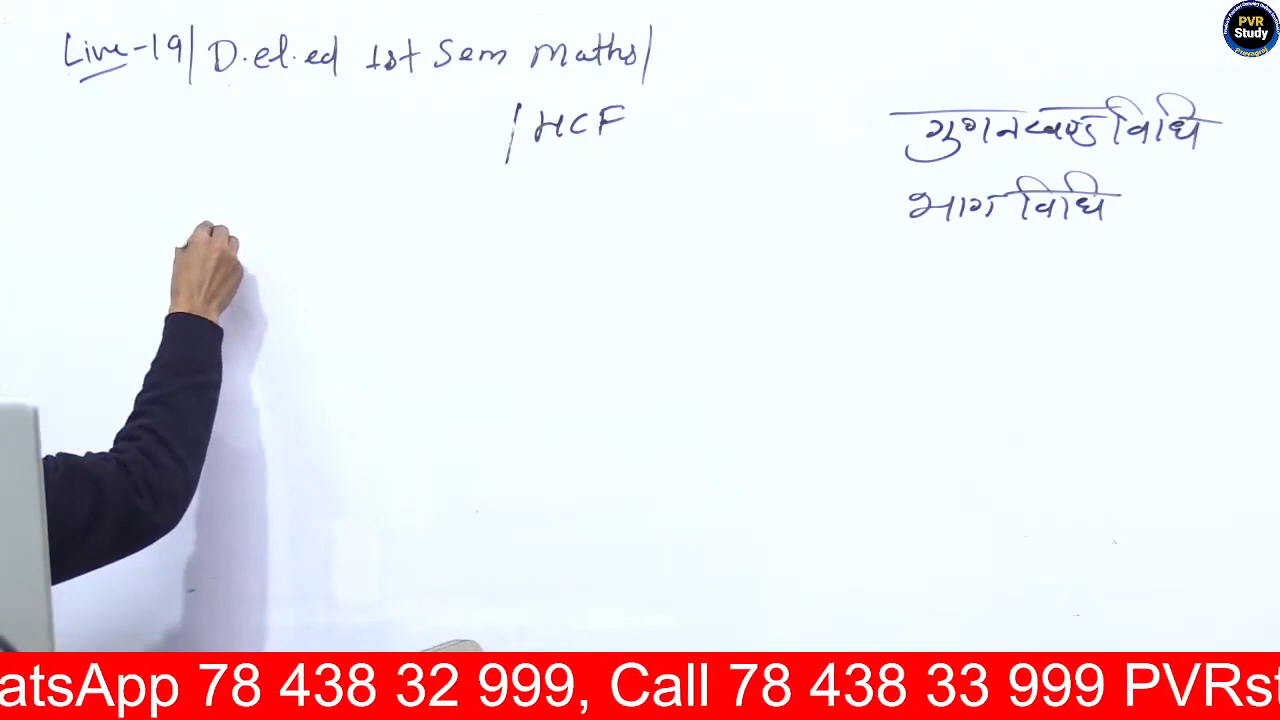 Live-19/ D.el.ed 1st Sem Maths/
/HCF
गुणनखण्ड विधि
भाग विधि
PVR
Study
Prayagraj
atsApp 78 438 32 999, Call 78 438 33 999 PVRst